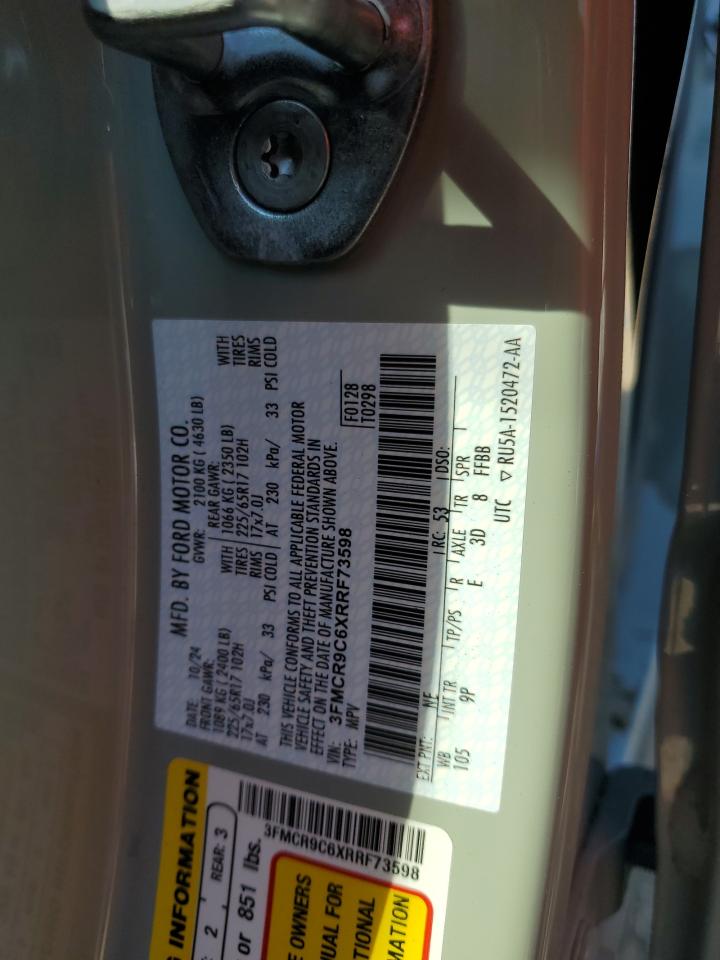 MFD. BY FORD MOTOR CO.
DATE: 10/24 GVWR: 2100 KG ( 4630 LB)
FRONT GAWR: REAR GAWR:
1089 KG ( 2400 LB) WITH 1066 KG ( 2350 LB) WITH
225/65R17 102H TIRES 225/65R17 102H TIRES
17x7.0J RIMS 17x7.0J RIMS
AT 230 kPa/ 33 PSI COLD AT 230 kPa/ 33 PSI COLD
THIS VEHICLE CONFORMS TO ALL APPLICABLE FEDERAL MOTOR
VEHICLE SAFETY AND THEFT PREVENTION STANDARDS IN
EFFECT ON THE DATE OF MANUFACTURE SHOWN ABOVE.
VIN: 3FMCR9C6XRRF73598
TYPE: MPV
F0128
T0298
EXT PNT: NE RC: 53 DSO:
WB INT TR TP/PS R AXLE TR SPR
105 9P E 3D 8 FFBB
UTC ▽ RU5A-1520472-AA
G INFORMATION
2 REAR: 3
or 851 lbs.
3FMCR9C6XRRF73598
E OWNERS
UAL FOR
TIONAL
MATION